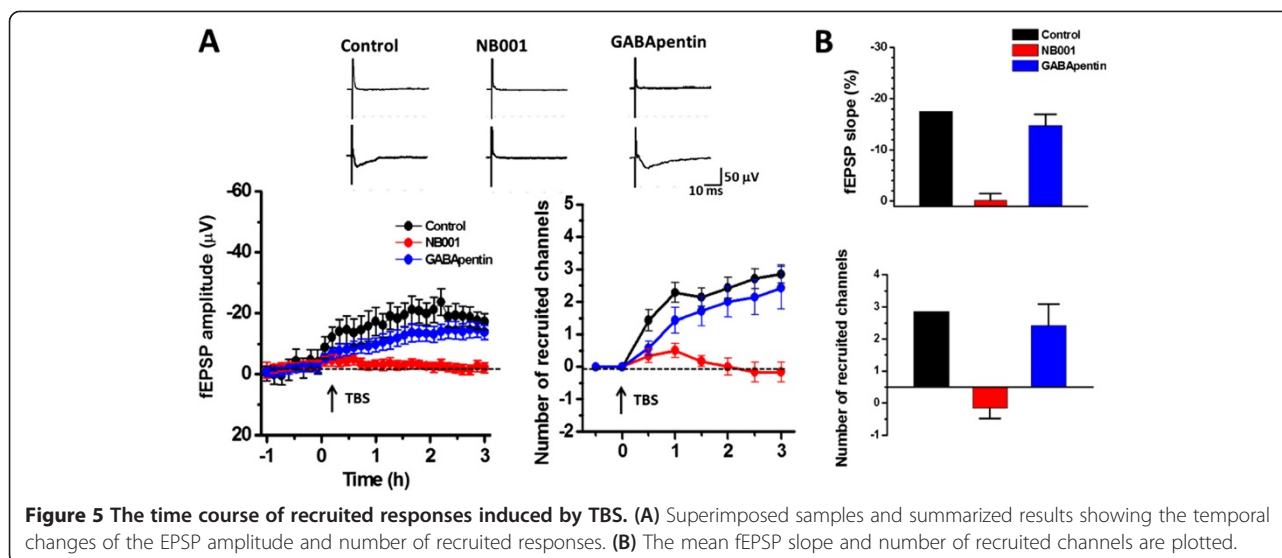 A
Control
NB001
GABApentin
50 µV
10 ms
fEPSP amplitude (µV)
-60
-40
-20
0
20
Control
NB001
GABApentin
TBS
-1 0 1 2 3
Time (h)
Number of recruited channels
5
4
3
2
1
0
-1
-2
TBS
0 1 2 3
B
Control
NB001
GABApentin
fEPSP slope (%)
-30
-20
-10
0
Number of recruited channels
4
3
2
1
0
-1
Figure 5 The time course of recruited responses induced by TBS. (A) Superimposed samples and summarized results showing the temporal
changes of the EPSP amplitude and number of recruited responses. (B) The mean fEPSP slope and number of recruited channels are plotted.